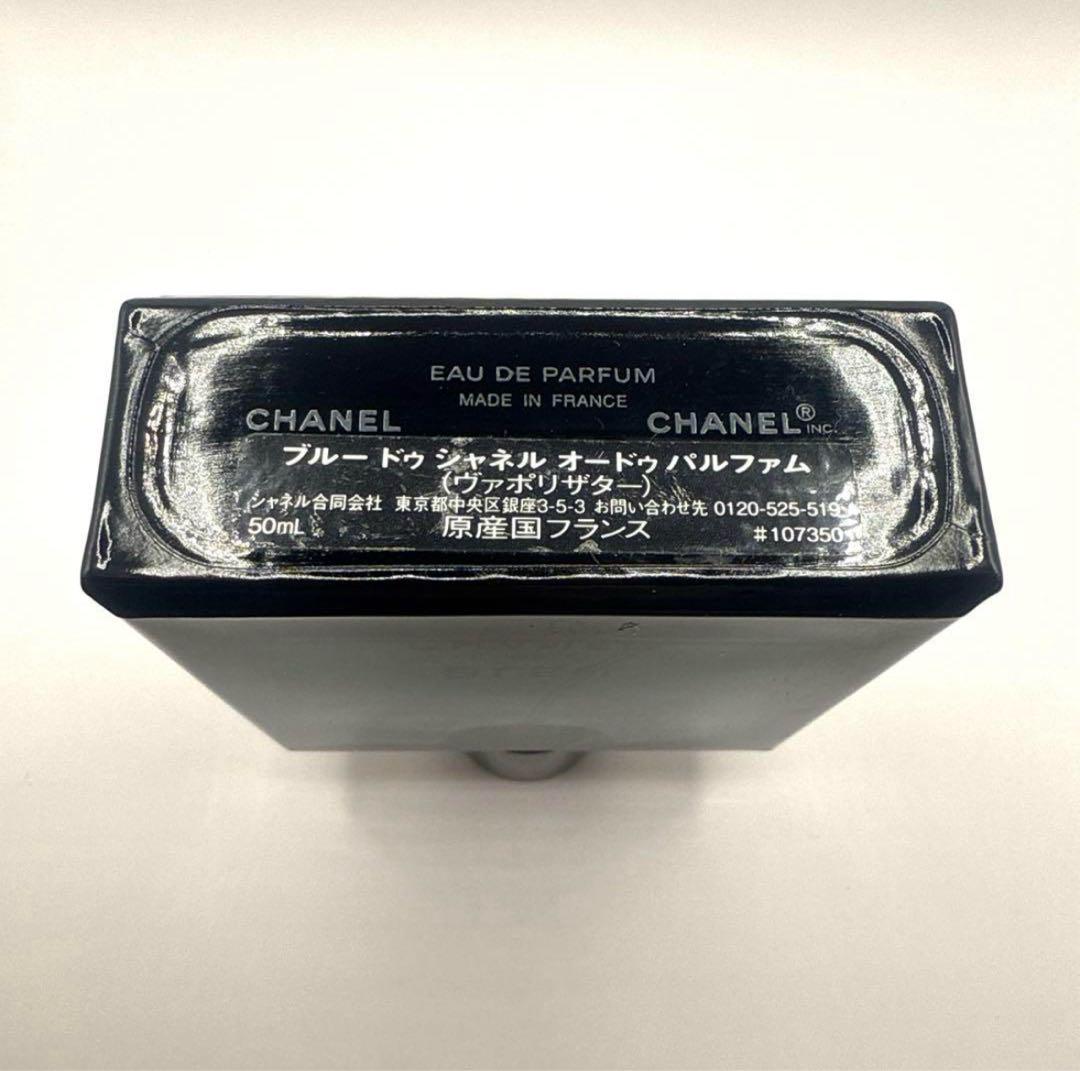 EAU DE PARFUM
MADE IN FRANCE
CHANEL CHANEL® INC.
ブルー ドゥ シャネル オードゥ パルファム
(ヴァポリザター)
シャネル合同会社 東京都中央区銀座3-5-3 お問い合わせ先 0120-525-519
50mL 原産国フランス #107350